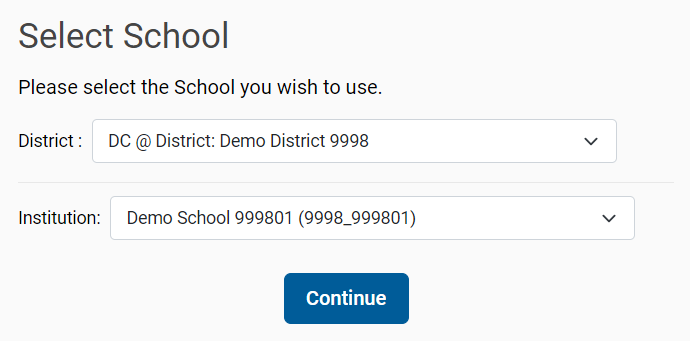 Select School
Please select the School you wish to use.
District : DC @ District: Demo District 9998
Institution: Demo School 999801 (9998_999801)
Continue